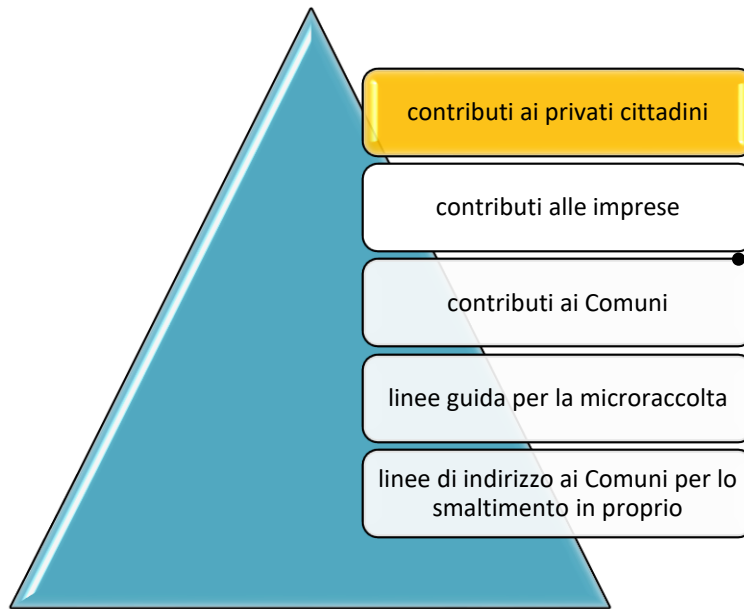 contributi ai privati cittadini
contributi alle imprese
contributi ai Comuni
linee guida per la microraccolta
linee di indirizzo ai Comuni per lo
smaltimento in proprio